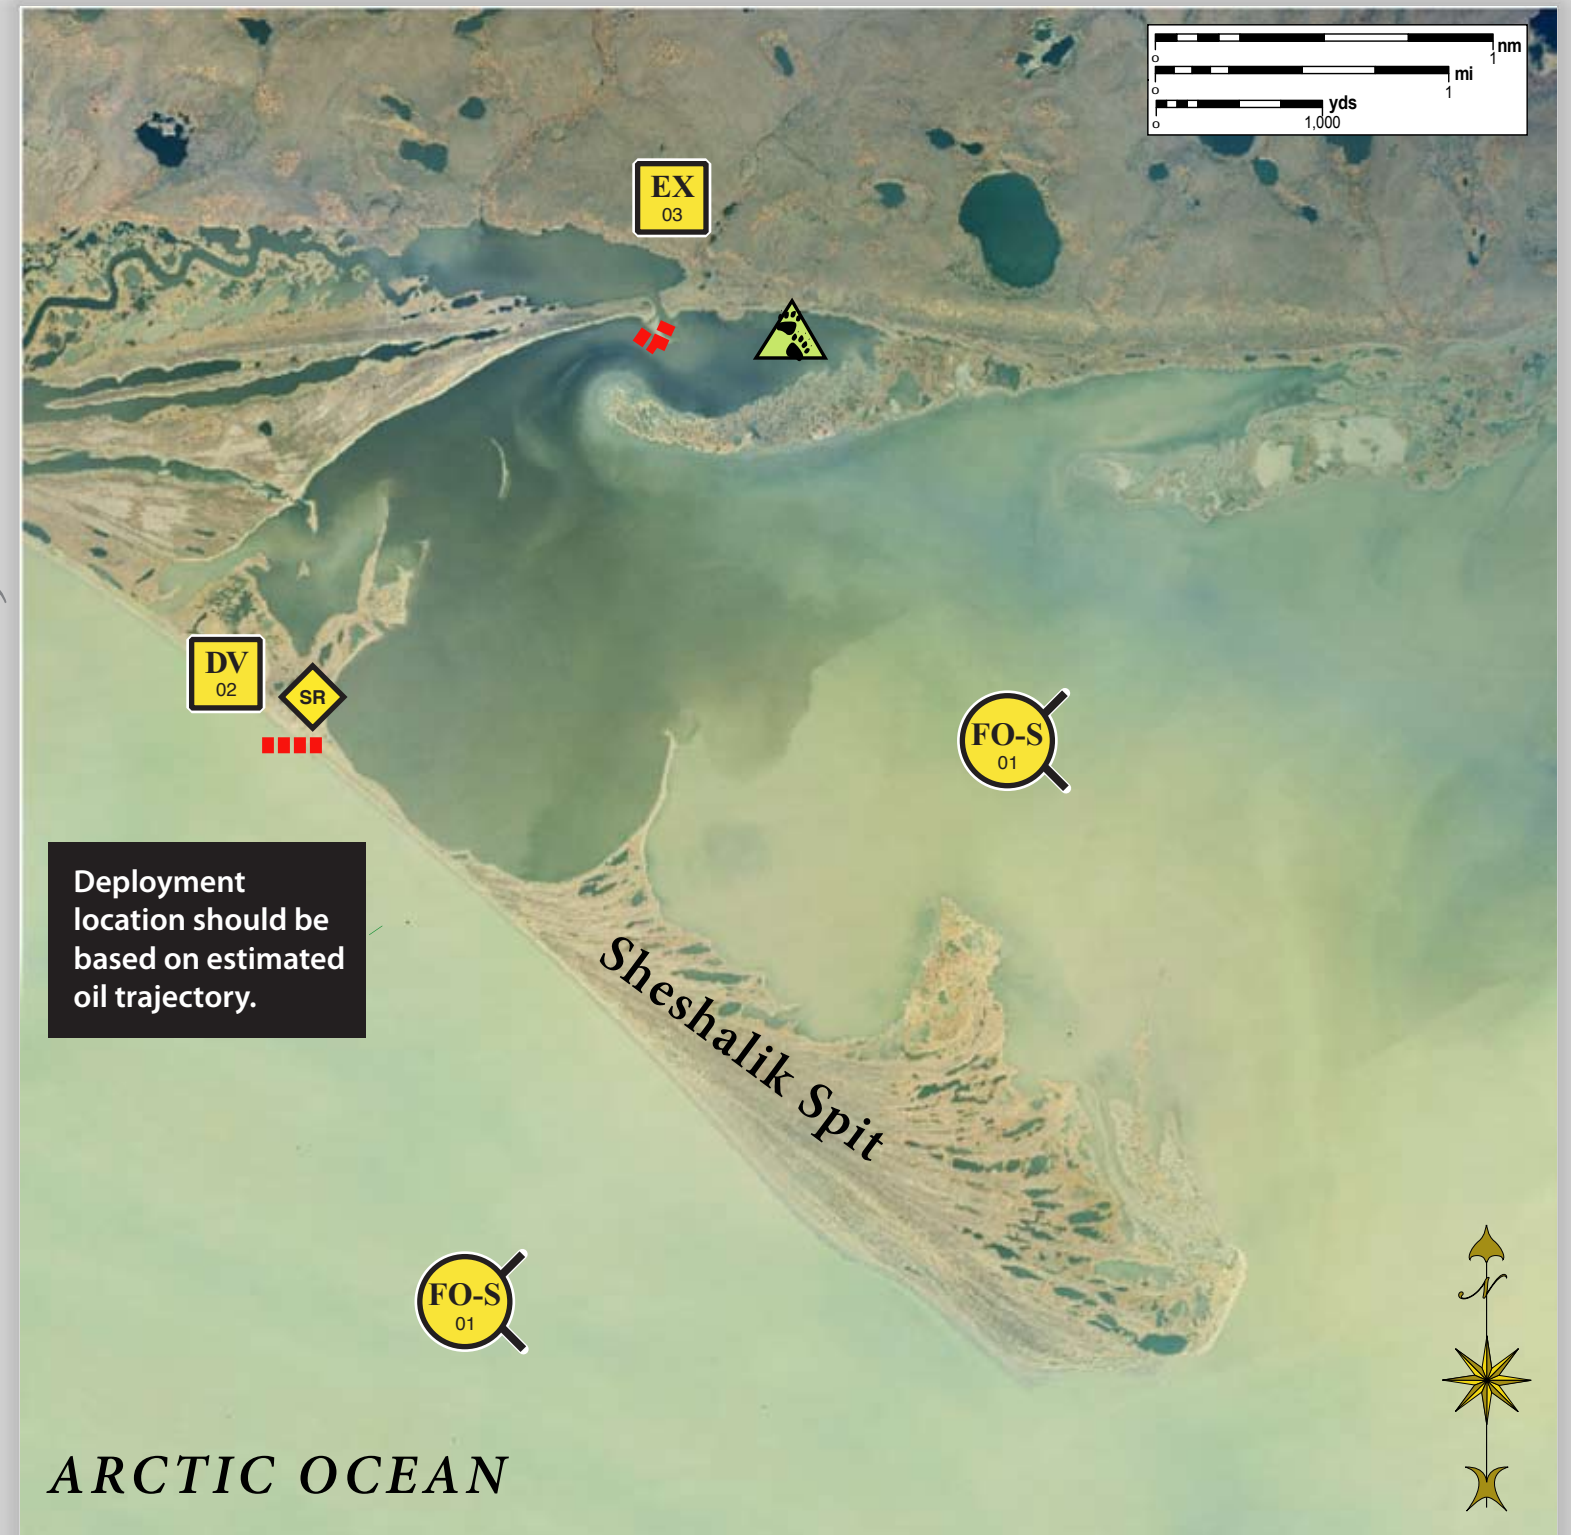 nm
0 1
mi
0 1
yds
0 1,000
EX
03
DV
02
SR
FO-S
01
Deployment
location should be
based on estimated
oil trajectory.
Sheshalik Spit
FO-S
01
N
ARCTIC OCEAN